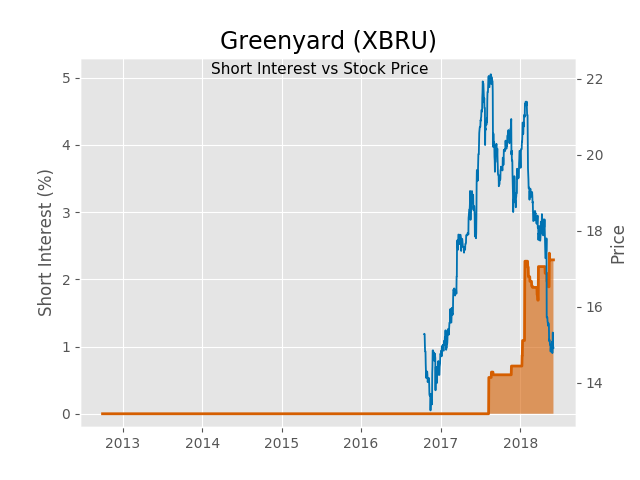 Greenyard (XBRU)
Short Interest vs Stock Price
Short Interest (%)
5
4
3
2
1
0
22
20
18
16
14
Price
2013 2014 2015 2016 2017 2018